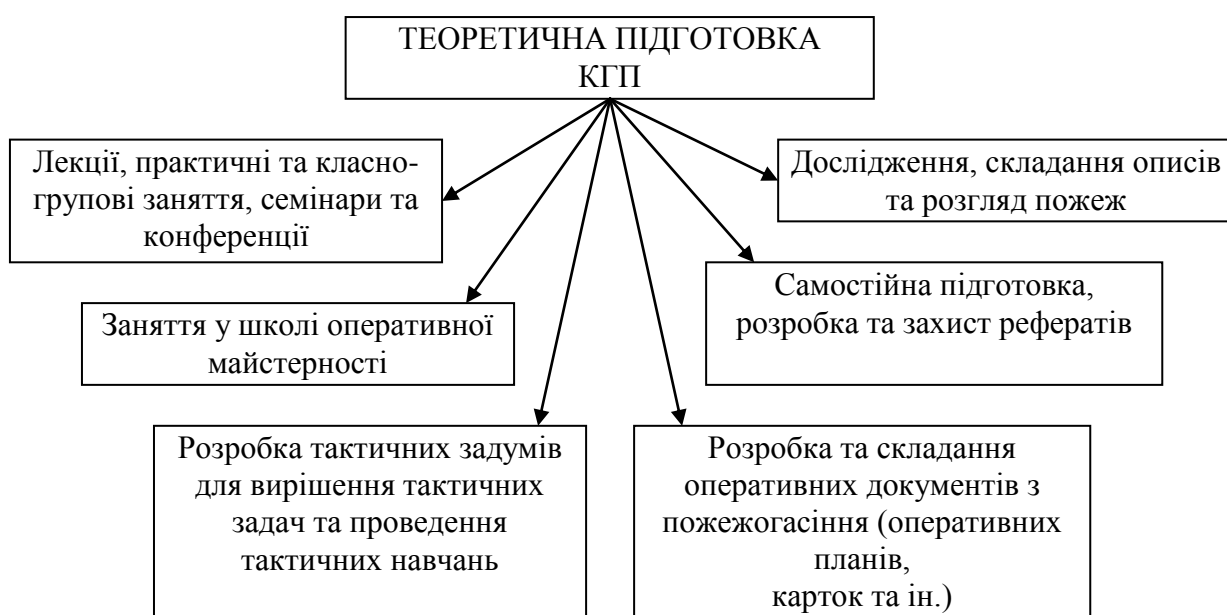 ТЕОРЕТИЧНА ПІДГОТОВКА
КГП
Лекції, практичні та класно-
групові заняття, семінари та
конференції
Дослідження, складання описів
та розгляд пожеж
Заняття у школі оперативної
майстерності
Самостійна підготовка,
розробка та захист рефератів
Розробка тактичних задумів
для вирішення тактичних
задач та проведення
тактичних навчань
Розробка та складання
оперативних документів з
пожежогасіння (оперативних
планів,
карток та ін.)